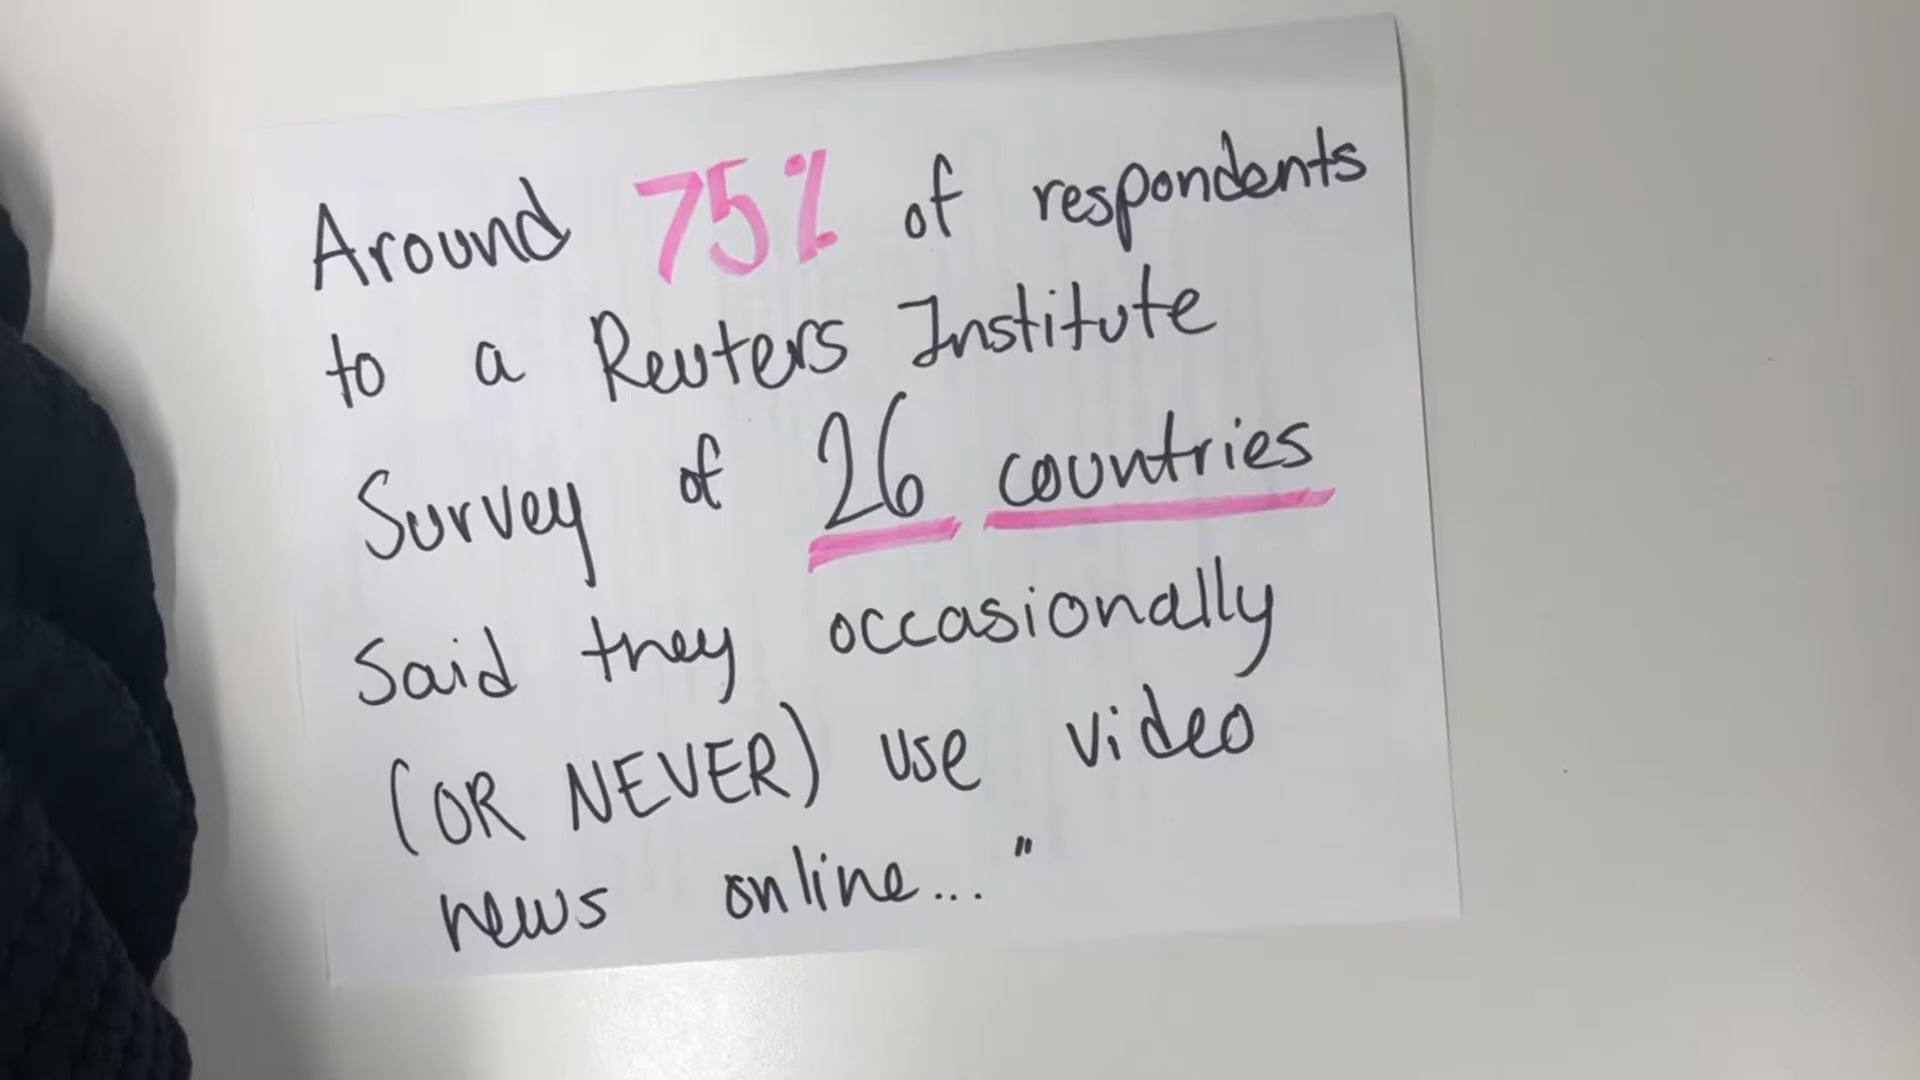 Around 75% of respondents
to a Reuters Institute
Survey of 26 countries
Said they occasionally
(OR NEVER) use video
news online..."